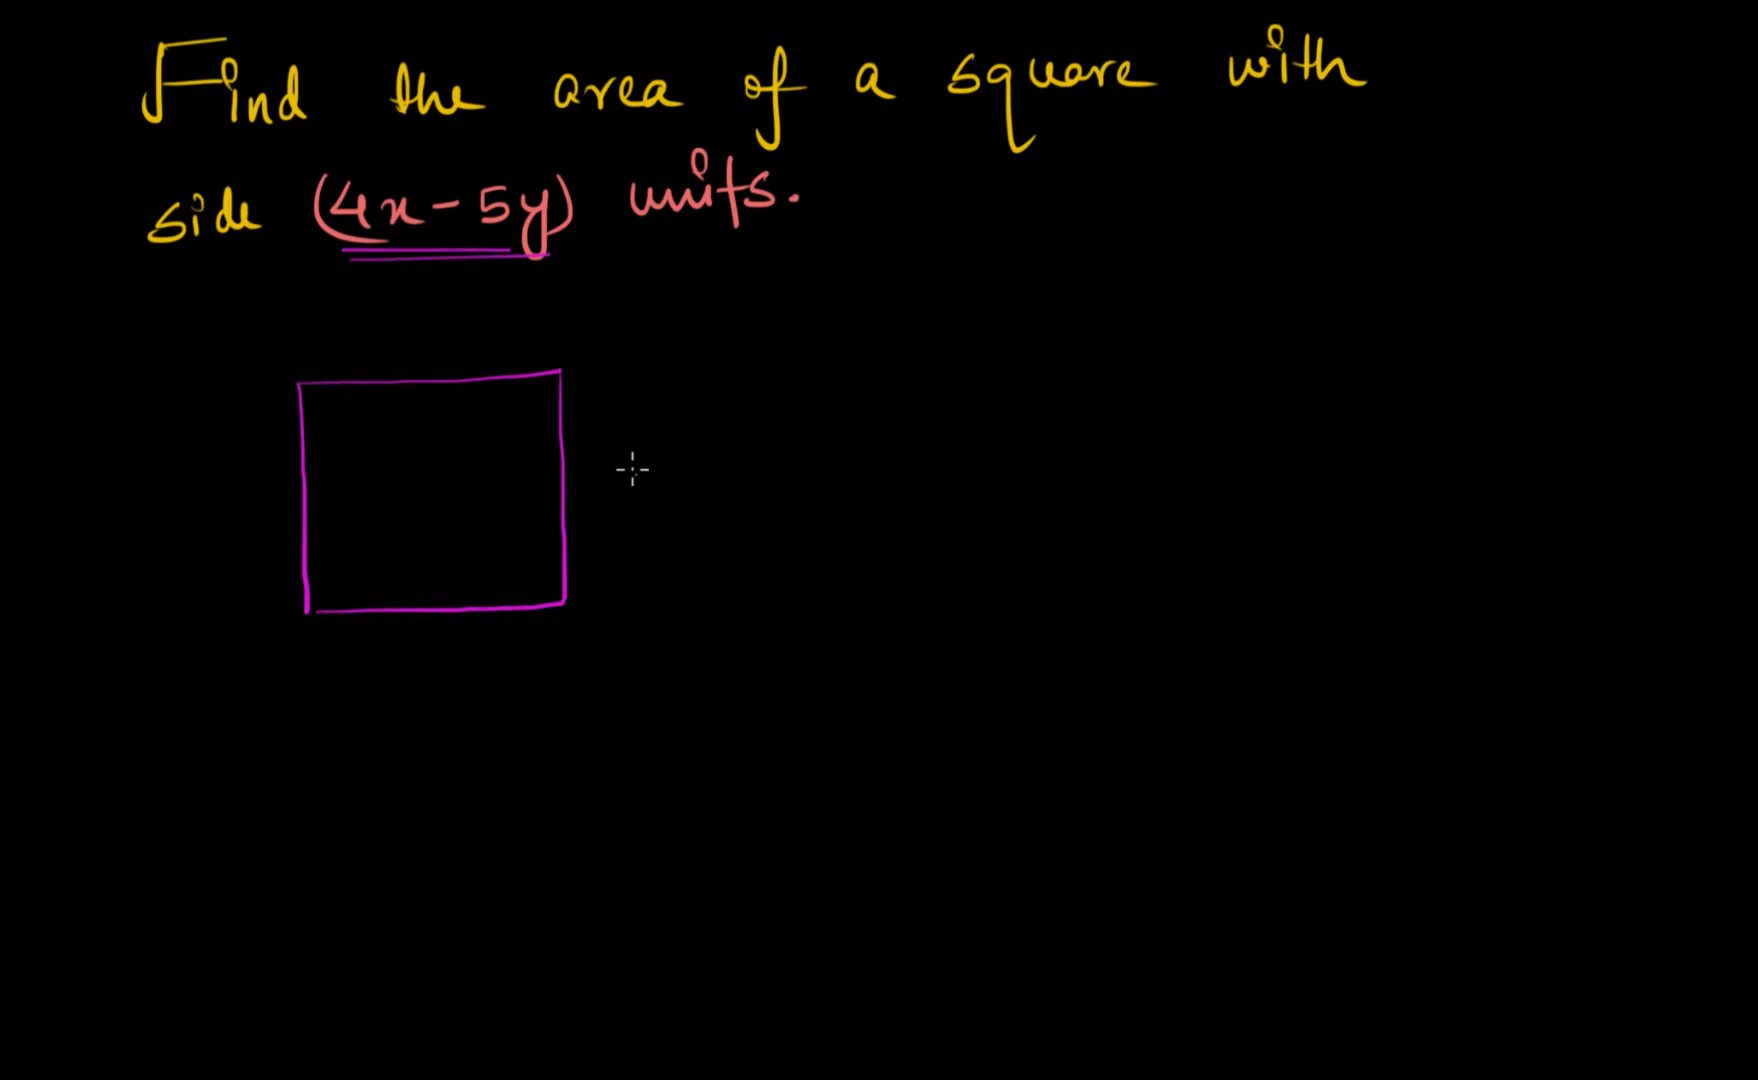 Find the area of a square with
side (4x - 5y) units.